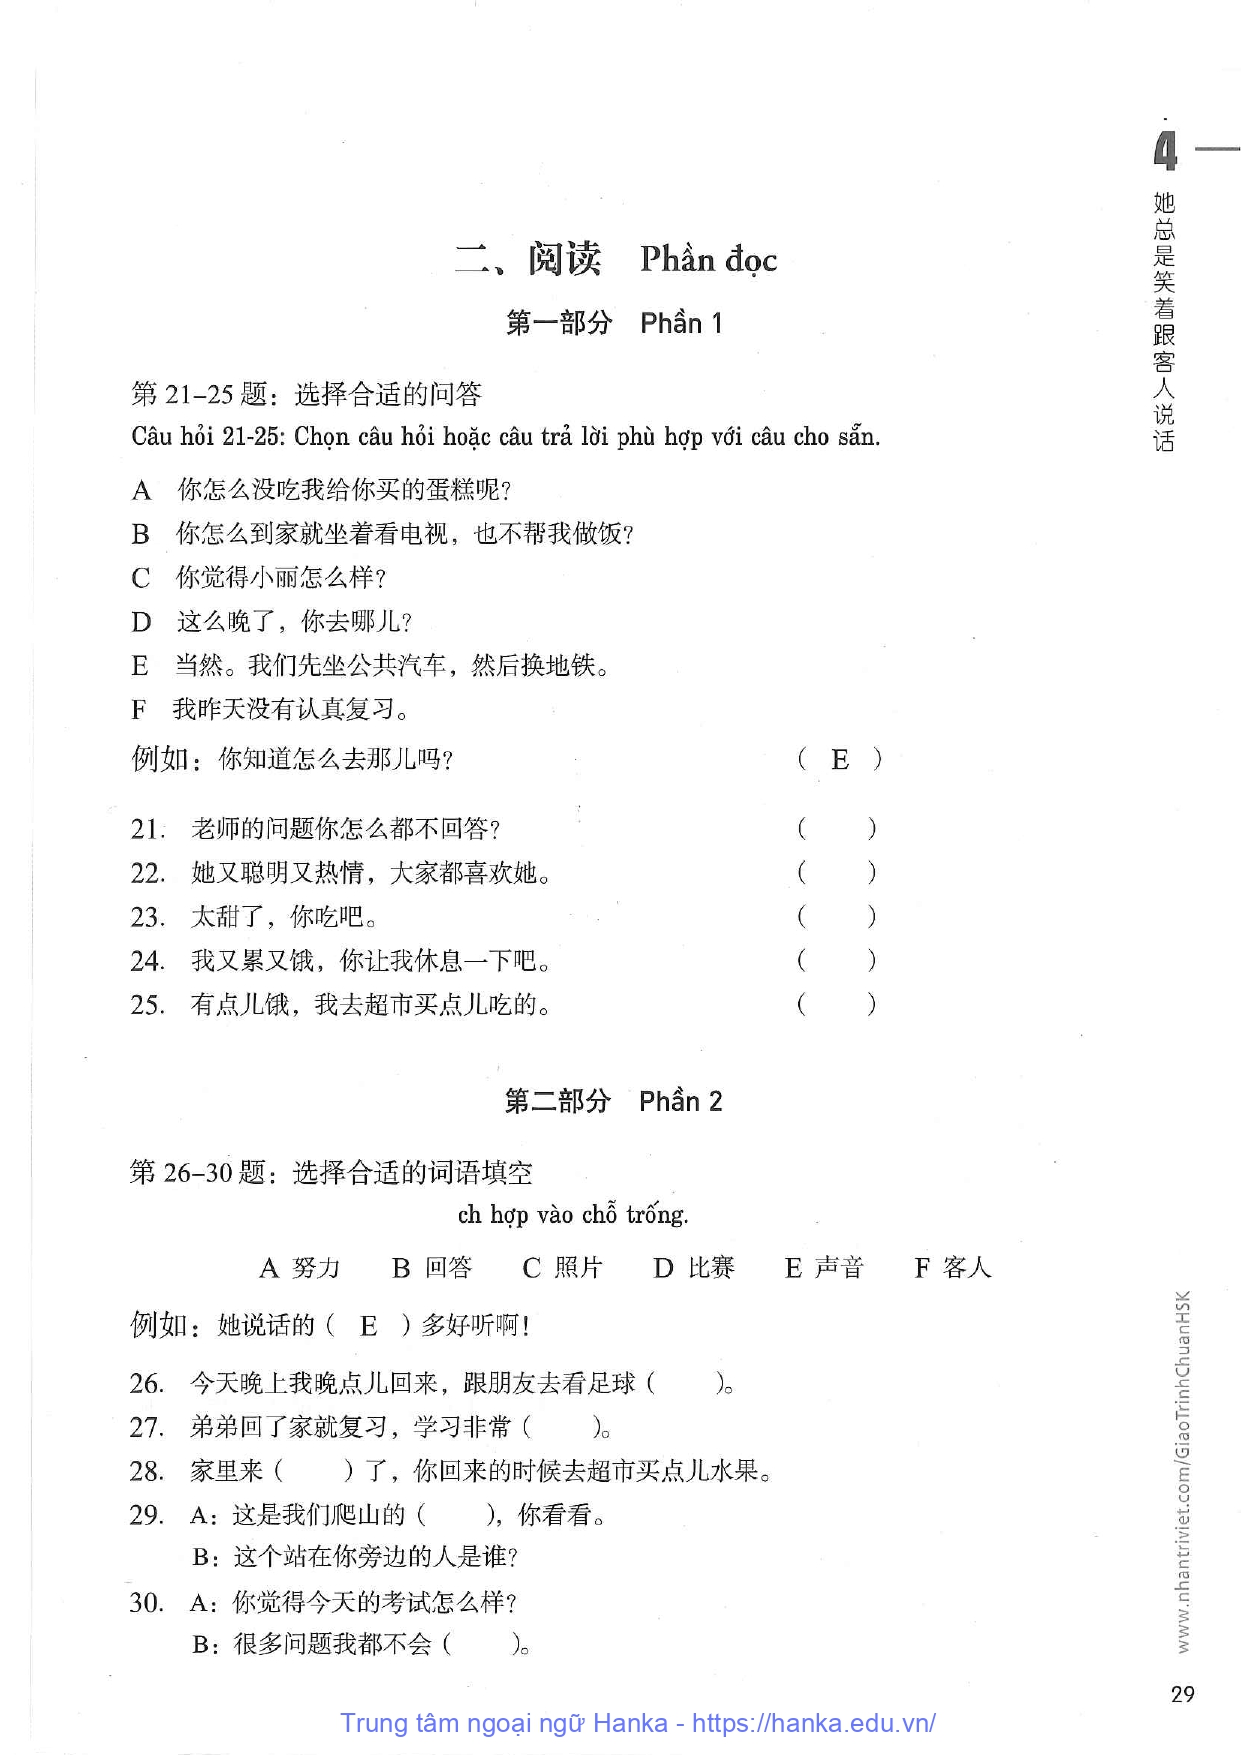 4
她总是笑着跟客人说话
二、阅读 Phần đọc
第一部分 Phần 1
第 21–25 题：选择合适的问答
Câu hỏi 21-25: Chọn câu hỏi hoặc câu trả lời phù hợp với câu cho sẵn.
A 你怎么没吃我给你买的蛋糕呢？
B 你怎么到家就坐着看电视，也不帮我做饭？
C 你觉得小丽怎么样？
D 这么晚了，你去哪儿？
E 当然。我们先坐公共汽车，然后换地铁。
F 我昨天没有认真复习。
例如：你知道怎么去那儿吗？ （ E ）
21. 老师的问题你怎么都不回答？ （ ）
22. 她又聪明又热情，大家都喜欢她。 （ ）
23. 太甜了，你吃吧。 （ ）
24. 我又累又饿，你让我休息一下吧。 （ ）
25. 有点儿饿，我去超市买点儿吃的。 （ ）
第二部分 Phần 2
第 26–30 题：选择合适的词语填空
ch hợp vào chỗ trống.
A 努力 B 回答 C 照片 D 比赛 E 声音 F 客人
例如：她说话的（ E ）多好听啊！
26. 今天晚上我晚点儿回来，跟朋友去看足球（ ）。
27. 弟弟回了家就复习，学习非常（ ）。
28. 家里来（ ）了，你回来的时候去超市买点儿水果。
29. A：这是我们爬山的（ ），你看看。
B：这个站在你旁边的人是谁？
30. A：你觉得今天的考试怎么样？
B：很多问题我都不会（ ）。
www.nhantriviet.com/GiaoTrinhChuanHSK
29
Trung tâm ngoại ngữ Hanka - https://hanka.edu.vn/